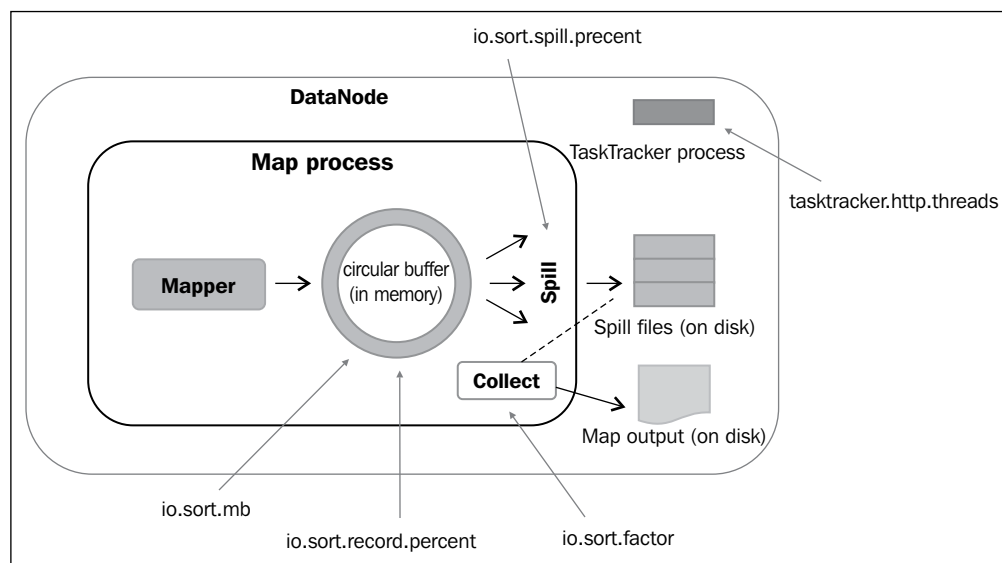 io.sort.spill.precent
DataNode
TaskTracker process
Map process
tasktracker.http.threads
Mapper
circular buffer
(in memory)
Spill
Spill files (on disk)
Collect
Map output (on disk)
io.sort.mb
io.sort.record.percent
io.sort.factor